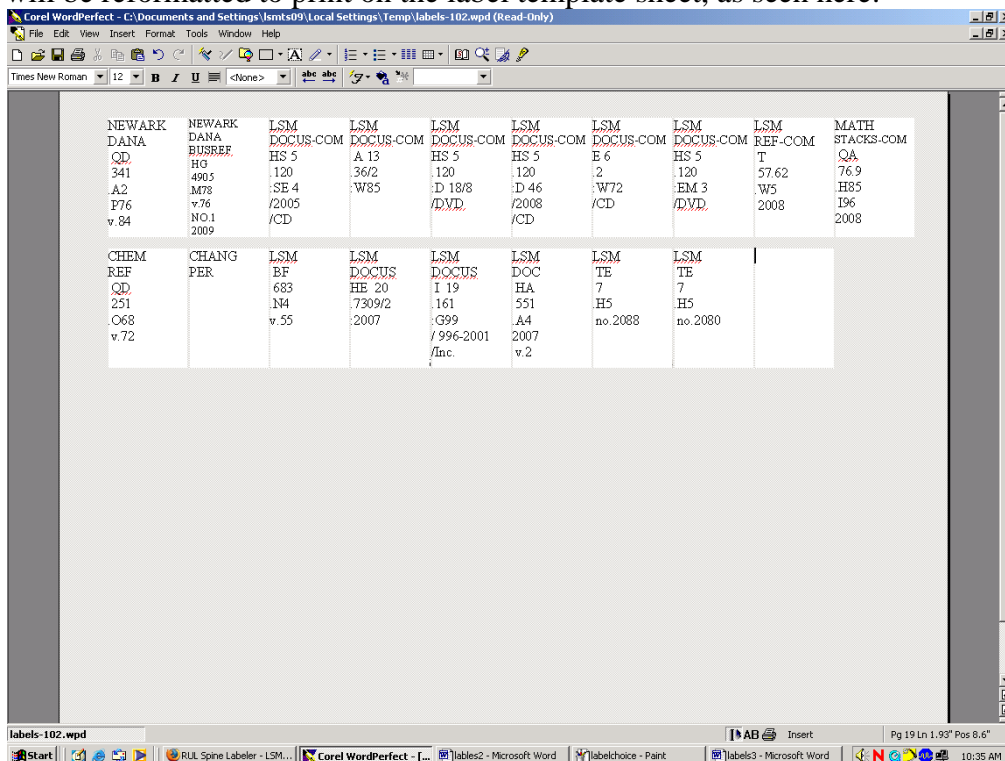 will be reformatted to print on the label template sheet, as seen here.
Corel WordPerfect - C:\Documents and Settings\lsmts09\Local Settings\Temp\labels-102.wpd (Read-Only)
File Edit View Insert Format Tools Window Help
Times New Roman 12 B I U <None> abc abc
NEWARK
DANA
QD
341
.A2
P76
v.84
NEWARK
DANA
BUSREF
HG
4905
.M78
v.76
NO.1
2009
LSM
DOCUS-COM
HS 5
.120
:SE 4
/2005
/CD
LSM
DOCUS-COM
A 13
.36/2
:W85
LSM
DOCUS-COM
HS 5
.120
:D 18/8
/DVD.
LSM
DOCUS-COM
HS 5
.120
:D 46
/2008
/CD
LSM
DOCUS-COM
E 6
.2
:W72
/CD
LSM
DOCUS-COM
HS 5
.120
:EM 3
/DVD.
LSM
REF-COM
T
57.62
.W5
2008
MATH
STACKS-COM
QA
76.9
.H85
I96
2008
CHEM
REF
QD
251
.O68
v.72
CHANG
PER
LSM
BF
683
.N4
v.55
LSM
DOCUS
HE 20
.7309/2
:2007
LSM
DOCUS
I 19
.161
:G99
/ 996-2001
/Inc.
LSM
DOC
HA
551
.A4
2007
v.2
LSM
TE
7
.H5
no.2088
LSM
TE
7
.H5
no.2080
labels-102.wpd AB Insert Pg 19 Ln 1.93" Pos 8.6"
Start RUL Spine Labeler - LSM... Corel WordPerfect - [... lables2 - Microsoft Word labelchoice - Paint labels3 - Microsoft Word 10:35 AM